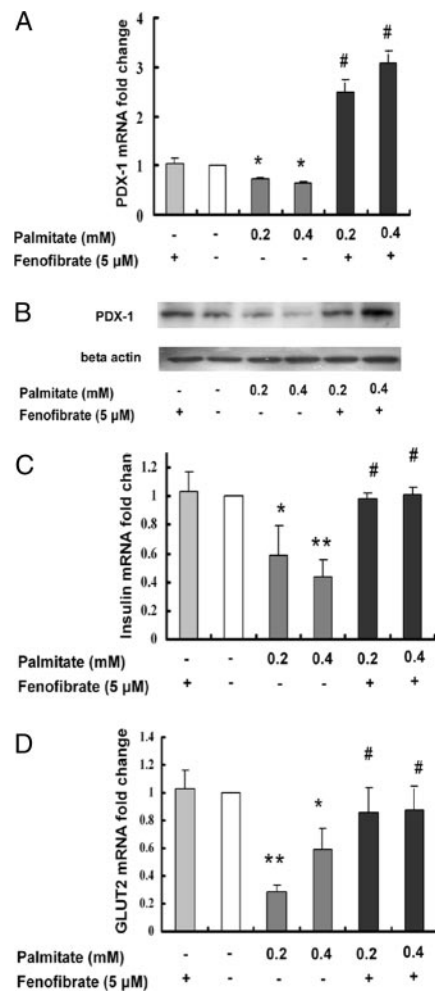 A
PDX-1 mRNA fold change
4
3
2
1
0
* * # #
Palmitate (mM) - - 0.2 0.4 0.2 0.4
Fenofibrate (5 µM) + - - - + +
B
PDX-1
beta actin
Palmitate (mM) - - 0.2 0.4 0.2 0.4
Fenofibrate (5 µM) + - - - + +
C
Insulin mRNA fold chan
1.2
1
0.8
0.6
0.4
0.2
0
* ** # #
Palmitate (mM) - - 0.2 0.4 0.2 0.4
Fenofibrate (5 µM) + - - - + +
D
GLUT2 mRNA fold change
1.4
1.2
1
0.8
0.6
0.4
0.2
0
** * # #
Palmitate (mM) - - 0.2 0.4 0.2 0.4
Fenofibrate (5 µM) + - - - + +